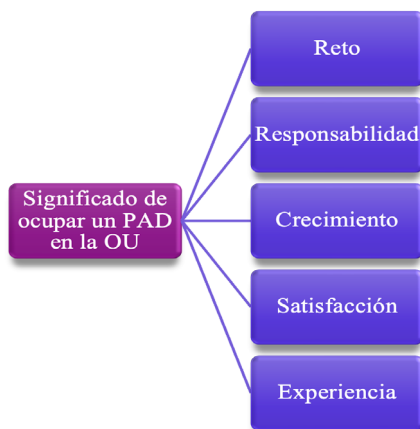 Significado de
ocupar un PAD
en la OU
Reto
Responsabilidad
Crecimiento
Satisfacción
Experiencia